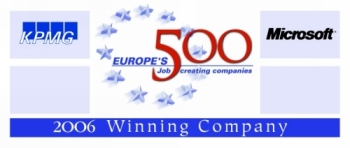 KPMG
EUROPE'S 500
Job creating companies
Microsoft
2006 Winning Company